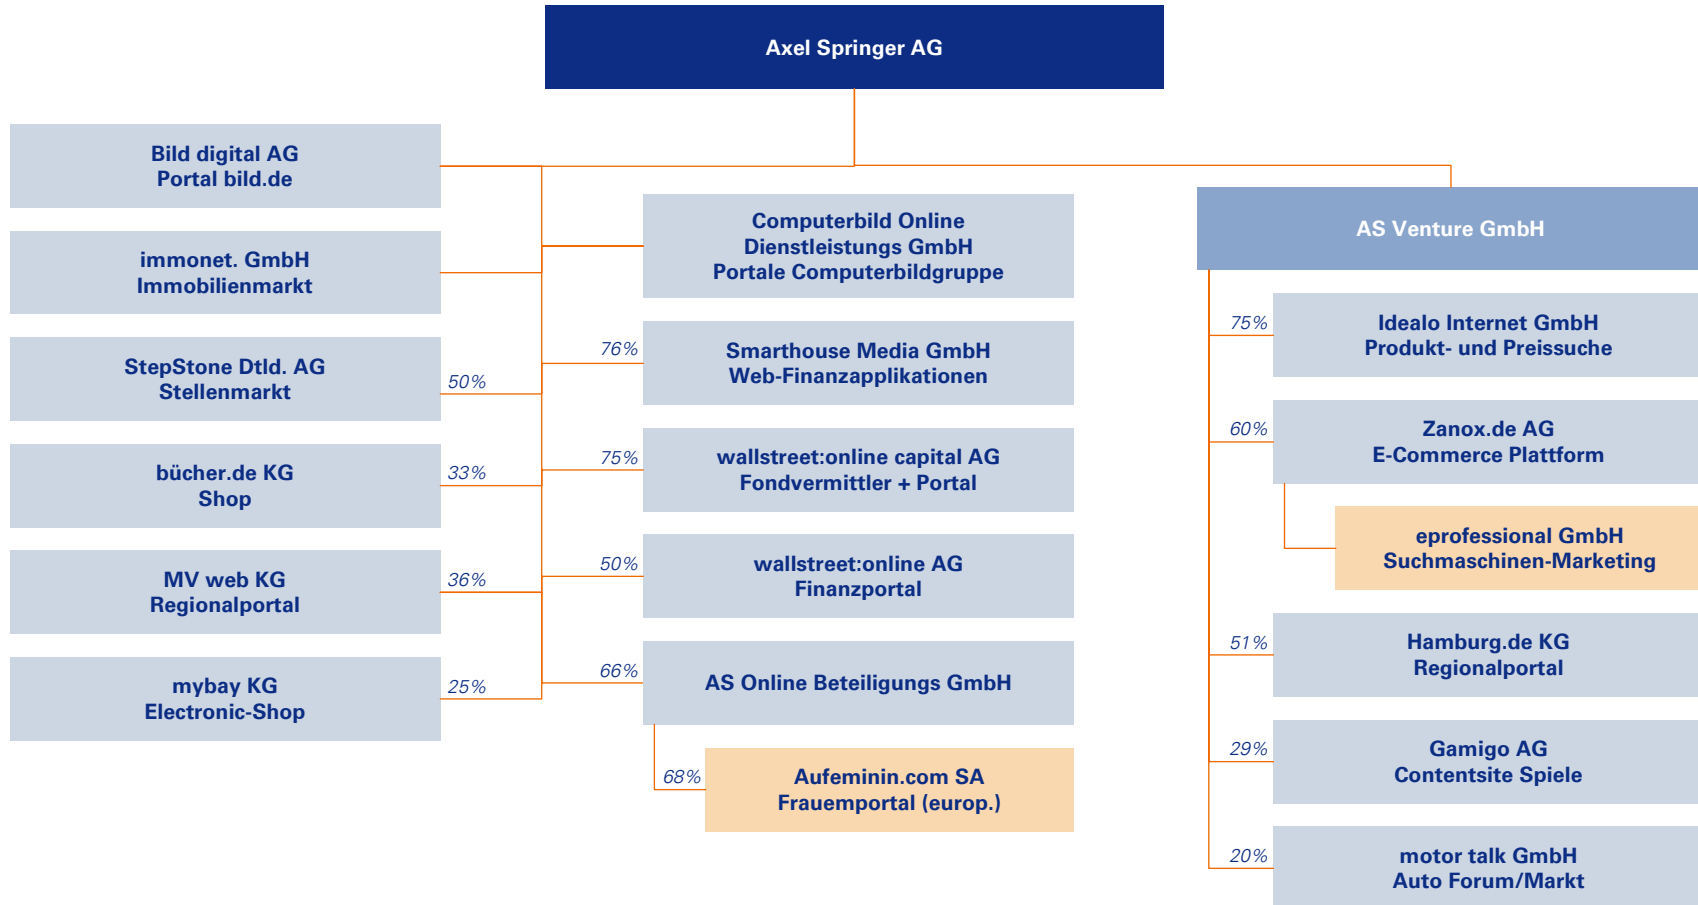 Axel Springer AG
Bild digital AG
Portal bild.de
immonet. GmbH
Immobilienmarkt
StepStone Dtld. AG
Stellenmarkt
50%
bücher.de KG
Shop
33%
MV web KG
Regionalportal
36%
mybay KG
Electronic-Shop
25%
Computerbild Online
Dienstleistungs GmbH
Portale Computerbildgruppe
76%
Smarthouse Media GmbH
Web-Finanzapplikationen
75%
wallstreet:online capital AG
Fondvermittler + Portal
50%
wallstreet:online AG
Finanzportal
66%
AS Online Beteiligungs GmbH
68%
Aufeminin.com SA
Frauemportal (europ.)
AS Venture GmbH
75%
Idealo Internet GmbH
Produkt- und Preissuche
60%
Zanox.de AG
E-Commerce Plattform
eprofessional GmbH
Suchmaschinen-Marketing
51%
Hamburg.de KG
Regionalportal
29%
Gamigo AG
Contentsite Spiele
20%
motor talk GmbH
Auto Forum/Markt